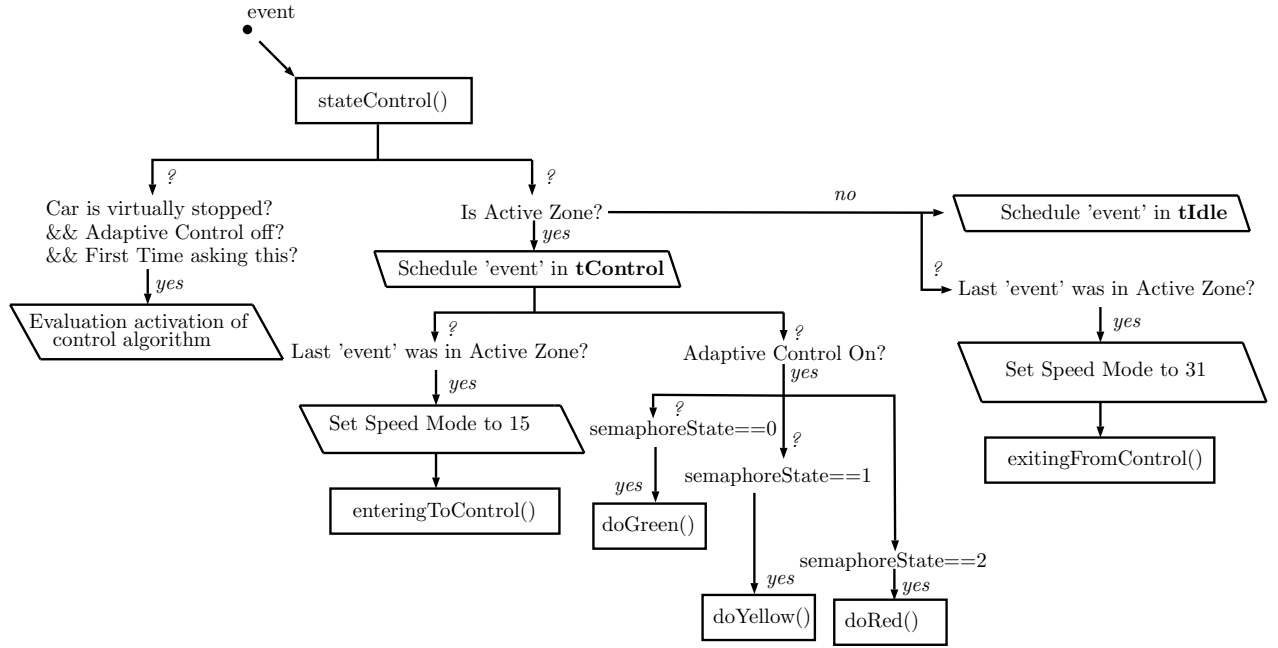 event
stateControl()
?
?
no
Car is virtually stopped?
&& Adaptive Control off?
&& First Time asking this?
yes
Evaluation activation of
control algorithm
Is Active Zone?
yes
Schedule 'event' in tControl
Schedule 'event' in tIdle
?
Last 'event' was in Active Zone?
yes
Set Speed Mode to 31
exitingFromControl()
?
Last 'event' was in Active Zone?
yes
Set Speed Mode to 15
enteringToControl()
?
Adaptive Control On?
yes
?
semaphoreState==0
yes
doGreen()
?
semaphoreState==1
yes
doYellow()
semaphoreState==2
yes
doRed()